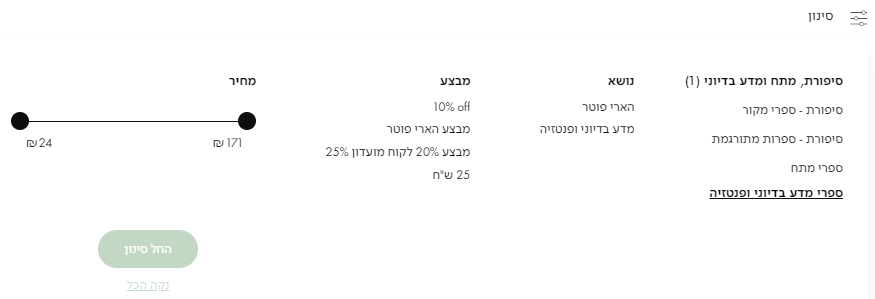 סינון
סיפורת, מתח ומדע בדיוני (1)
סיפורת - ספרי מקור
סיפורת - ספרות מתורגמת
ספרי מתח
ספרי מדע בדיוני ופנטזיה
נושא
הארי פוטר
מדע בדיוני ופנטזיה
מבצע
10% off
מבצע הארי פוטר
מבצע 20% לקוח מועדון 25%
25 ש"ח
מחיר
₪ 171
₪ 24
החל סינון
נקה הכל